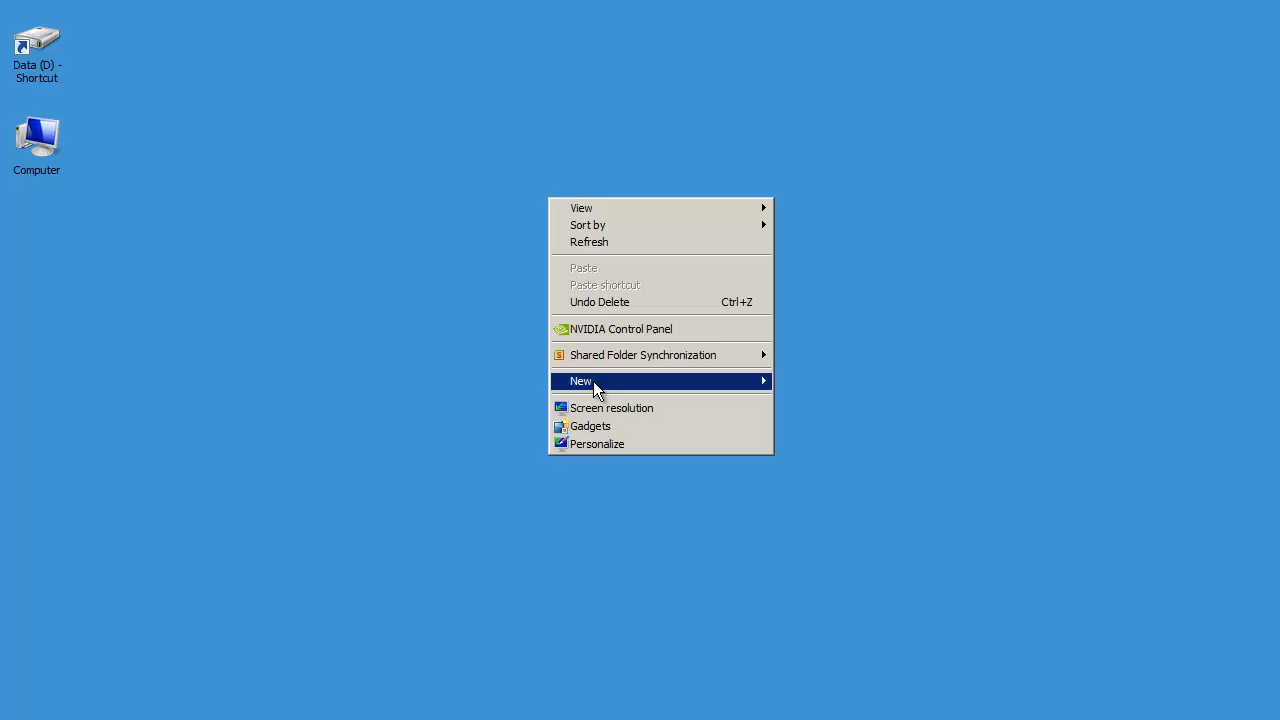 Data (D) -
Shortcut
Computer
View
Sort by
Refresh
Paste
Paste shortcut
Undo Delete Ctrl+Z
NVIDIA Control Panel
Shared Folder Synchronization
New
Screen resolution
Gadgets
Personalize